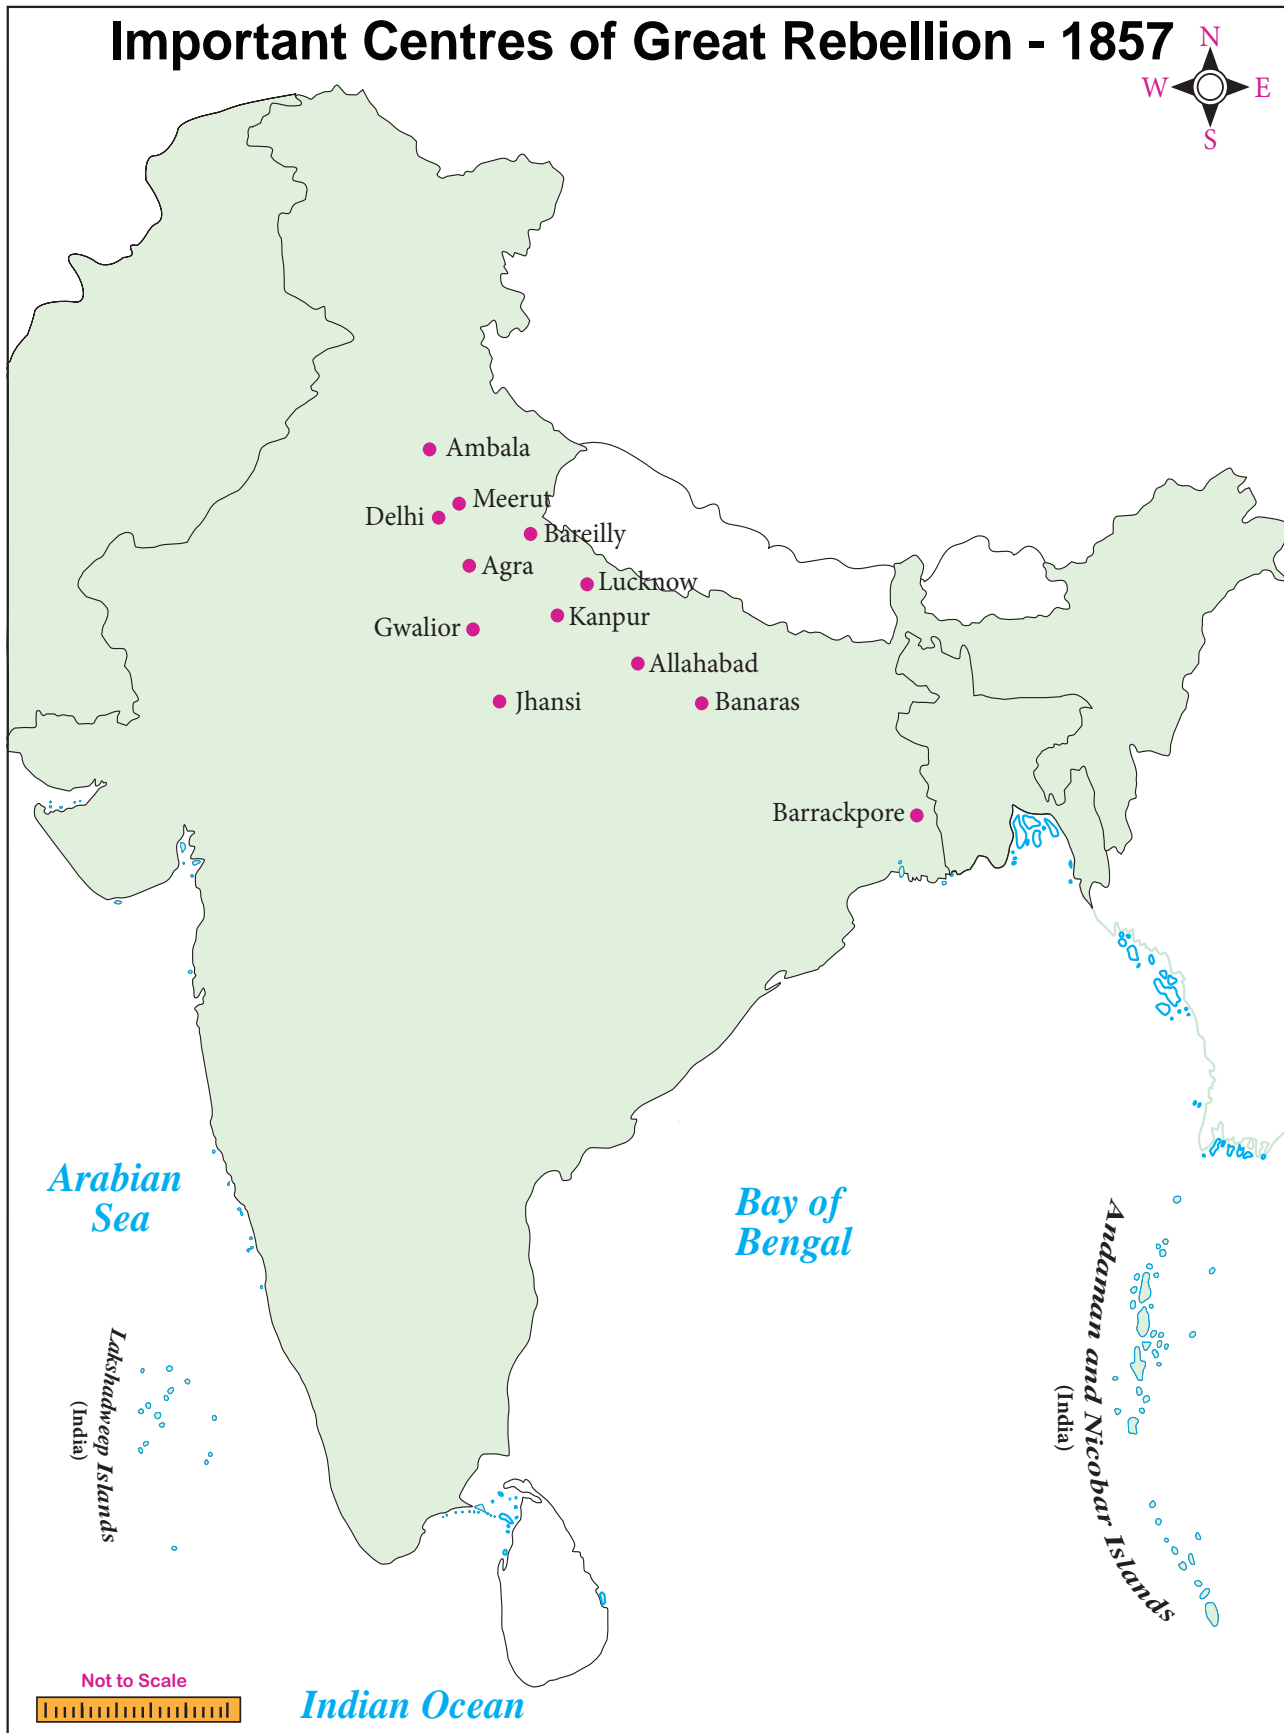 Important Centres of Great Rebellion - 1857
N
W
E
S
Ambala
Meerut
Delhi
Bareilly
Agra
Lucknow
Kanpur
Gwalior
Allahabad
Jhansi
Banaras
Barrackpore
Arabian
Sea
Bay of
Bengal
Andaman and Nicobar Islands
(India)
Lakshadweep Islands
(India)
Not to Scale
Indian Ocean